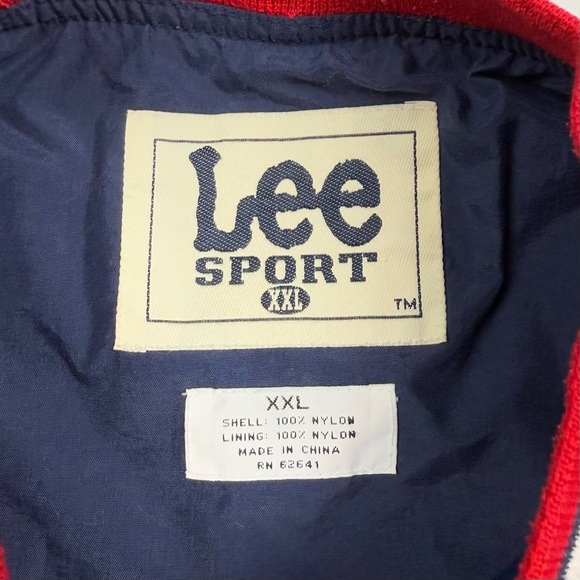 Lee
SPORT
XXL
TM
XXL
SHELL: 100% NYLON
LINING: 100% NYLON
MADE IN CHINA
RN 62641